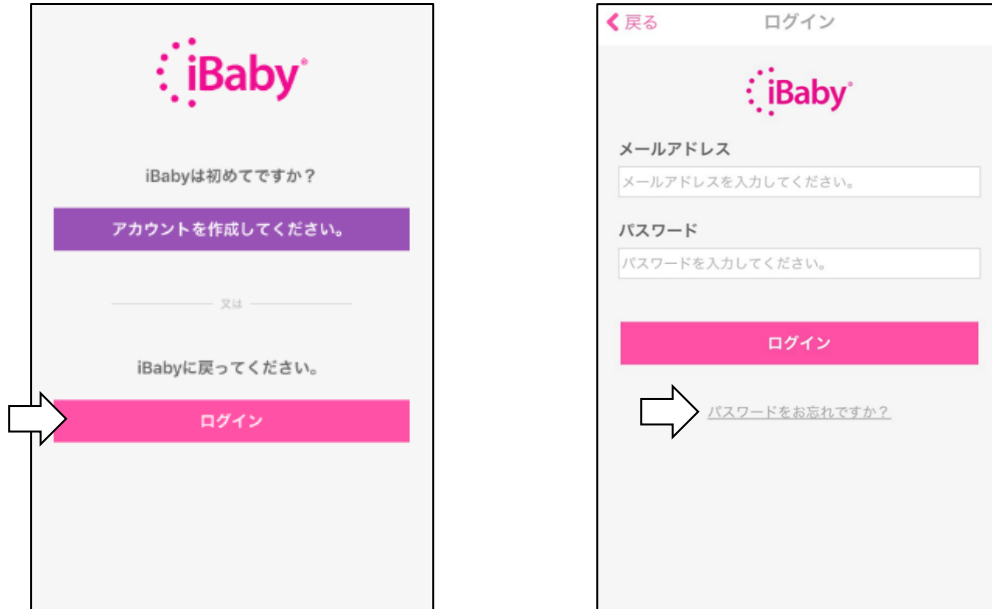 iBaby®
iBabyは初めてですか？
アカウントを作成してください。
又は
iBabyに戻ってください。
ログイン
戻る
ログイン
iBaby®
メールアドレス
メールアドレスを入力してください。
パスワード
パスワードを入力してください。
ログイン
パスワードをお忘れですか？